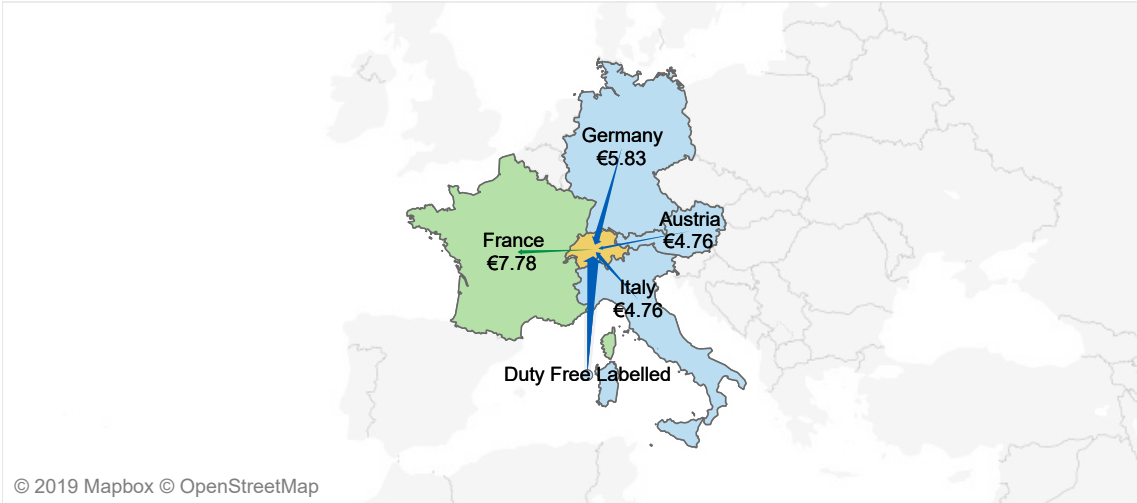 Germany
€5.83
Austria
€4.76
France
€7.78
Italy
€4.76
Duty Free Labelled
© 2019 Mapbox © OpenStreetMap